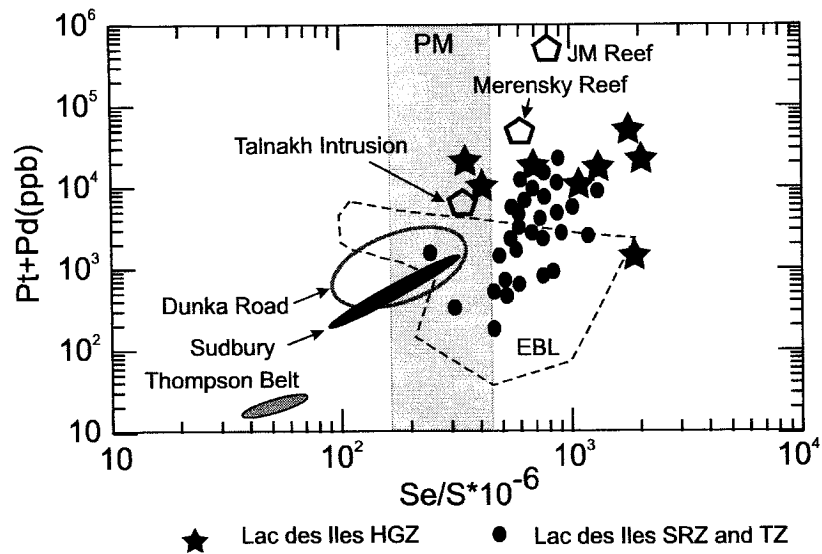 10⁶
PM
JM Reef
Merensky Reef
10⁵
Talnakh Intrusion
10⁴
Pt+Pd(ppb)
10³
Dunka Road
Sudbury
10²
EBL
Thompson Belt
10
10 10² 10³ 10⁴
Se/S*10⁻⁶
Lac des Iles HGZ Lac des Iles SRZ and TZ